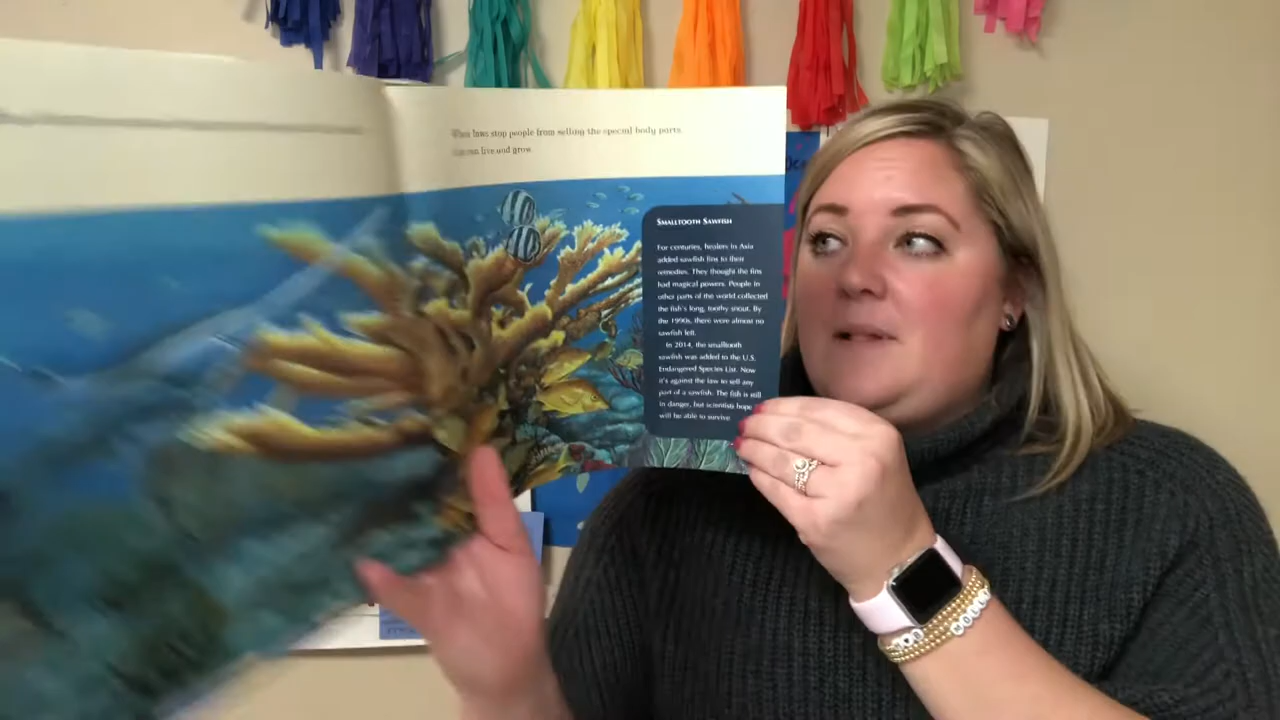 When laws stop people from selling the special body parts
can live and grow.
SMALLTOOTH SAWFISH
For centuries, healers in Asia
added sawfish fins to their
remedies. They thought the fins
had magical powers. People in
other parts of the world collected
the fish's long, toothy snout. By
the 1990s, there were almost no
sawfish left.
In 2014, the smalltooth
sawfish was added to the U.S.
Endangered Species List. Now
it's against the law to sell any
part of a sawfish. The fish is still
in danger, but scientists hope
will be able to survive